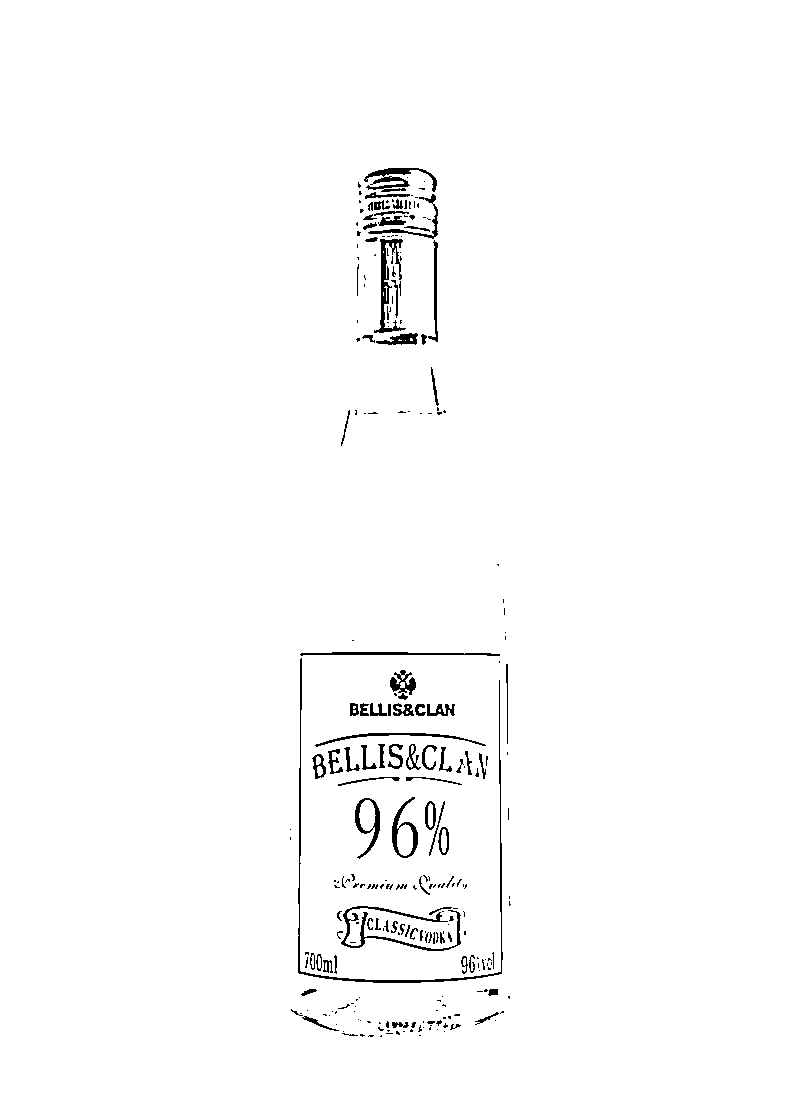 BELLIS&CLAN
BELLIS&CLAN
96%
Premium Quality
CLASSIC VODKA
700ml
96%vol